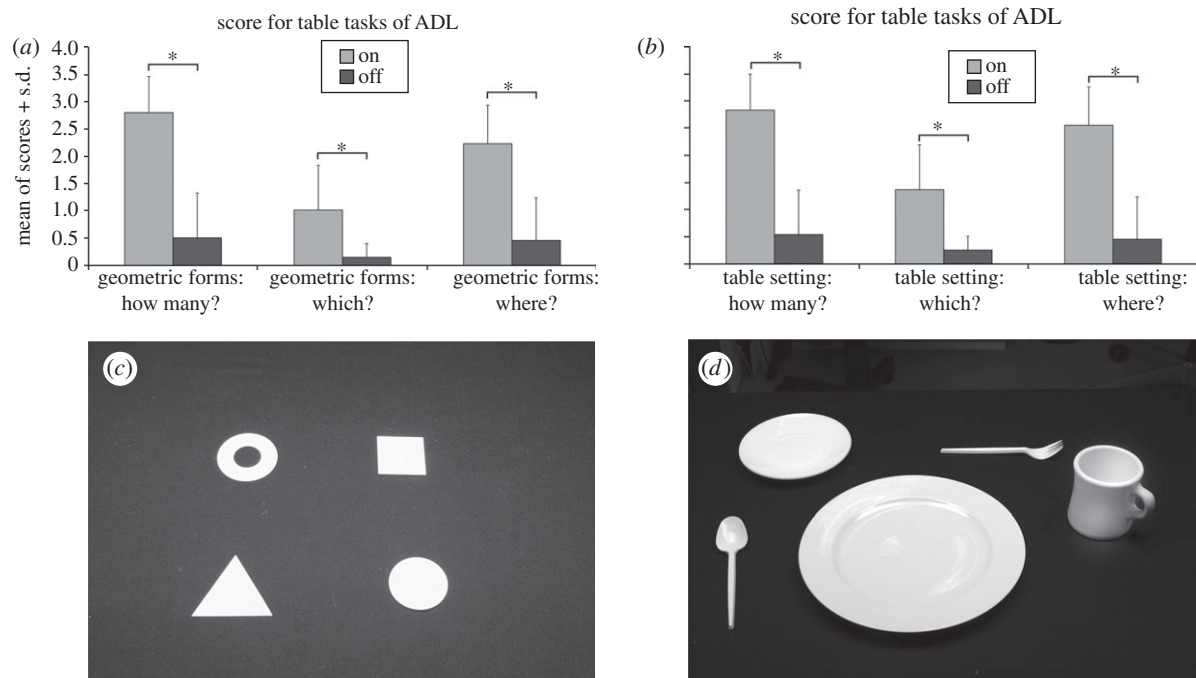 score for table tasks of ADL
(a)
4.0
3.5
3.0
2.5
2.0
1.5
1.0
0.5
0
mean of scores + s.d.
on
off
*
*
*
geometric forms:
how many?
geometric forms:
which?
geometric forms:
where?
score for table tasks of ADL
(b)
on
off
*
*
*
table setting:
how many?
table setting:
which?
table setting:
where?
(c)
(d)